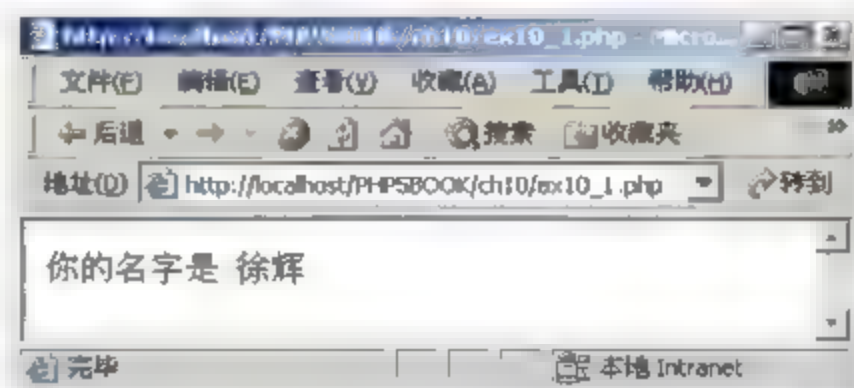 ex10_1.php
文件(F) 编辑(E) 查看(V) 收藏(A) 工具(T) 帮助(H)
后退 搜索 收藏夹 »
地址(D) http://localhost/PHP5BOOK/ch10/ex10_1.php 转到
你的名字是 徐辉
完毕 本地 Intranet